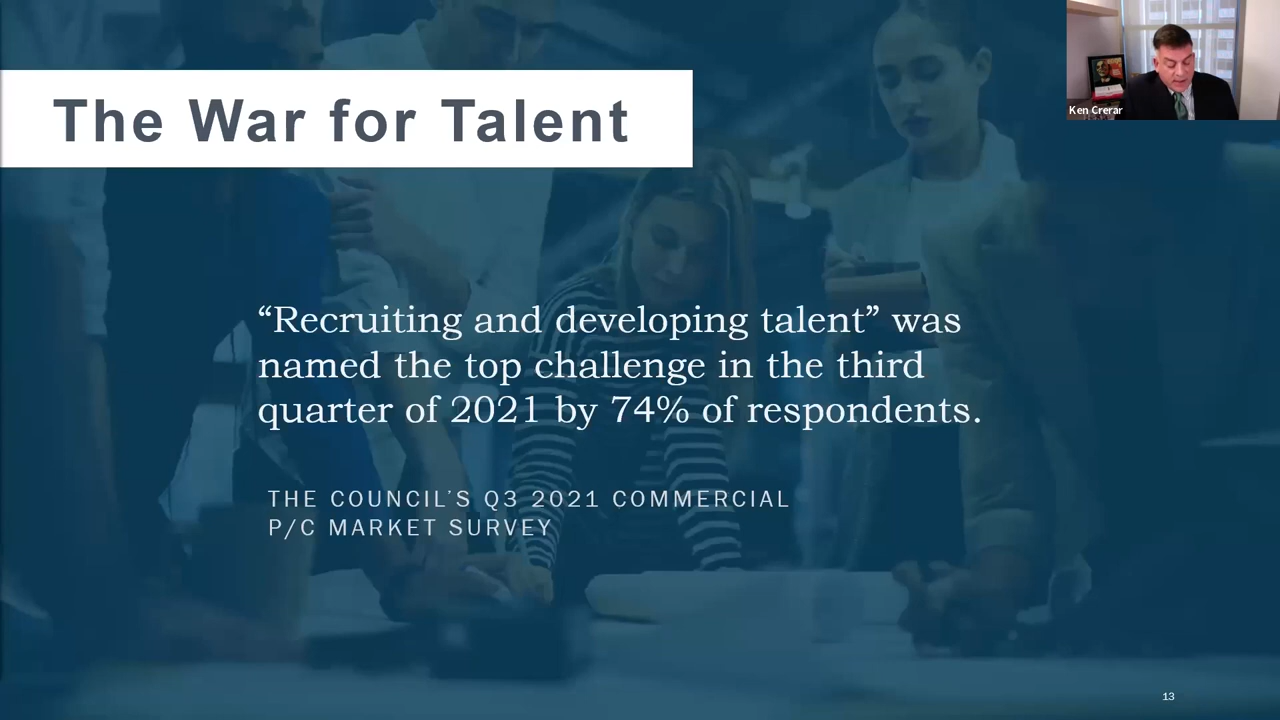 The War for Talent
Ken Crerar
“Recruiting and developing talent” was
named the top challenge in the third
quarter of 2021 by 74% of respondents.
THE COUNCIL’S Q3 2021 COMMERCIAL
P/C MARKET SURVEY
13